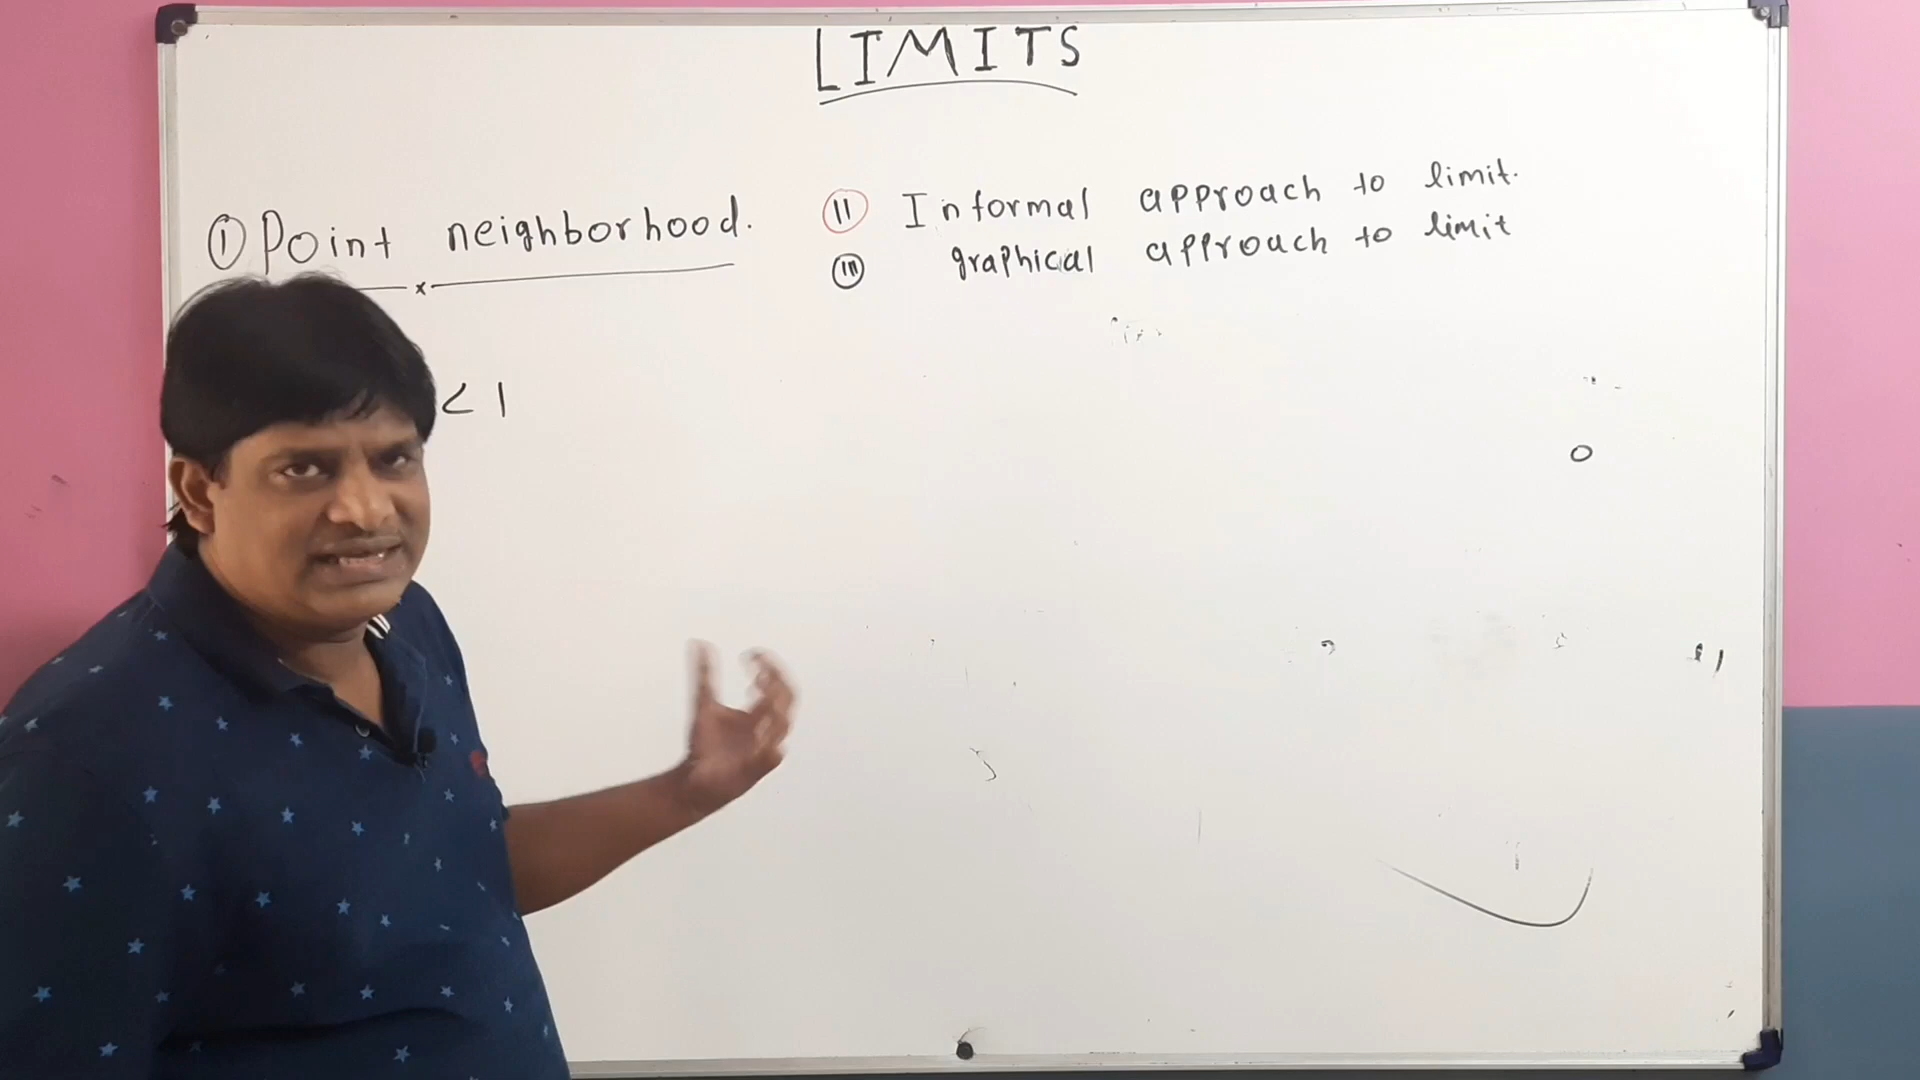 LIMITS
① Point neighborhood.
ⓘⓘ Informal approach to limit.
ⓘⓘⓘ graphical approach to limit
< 1